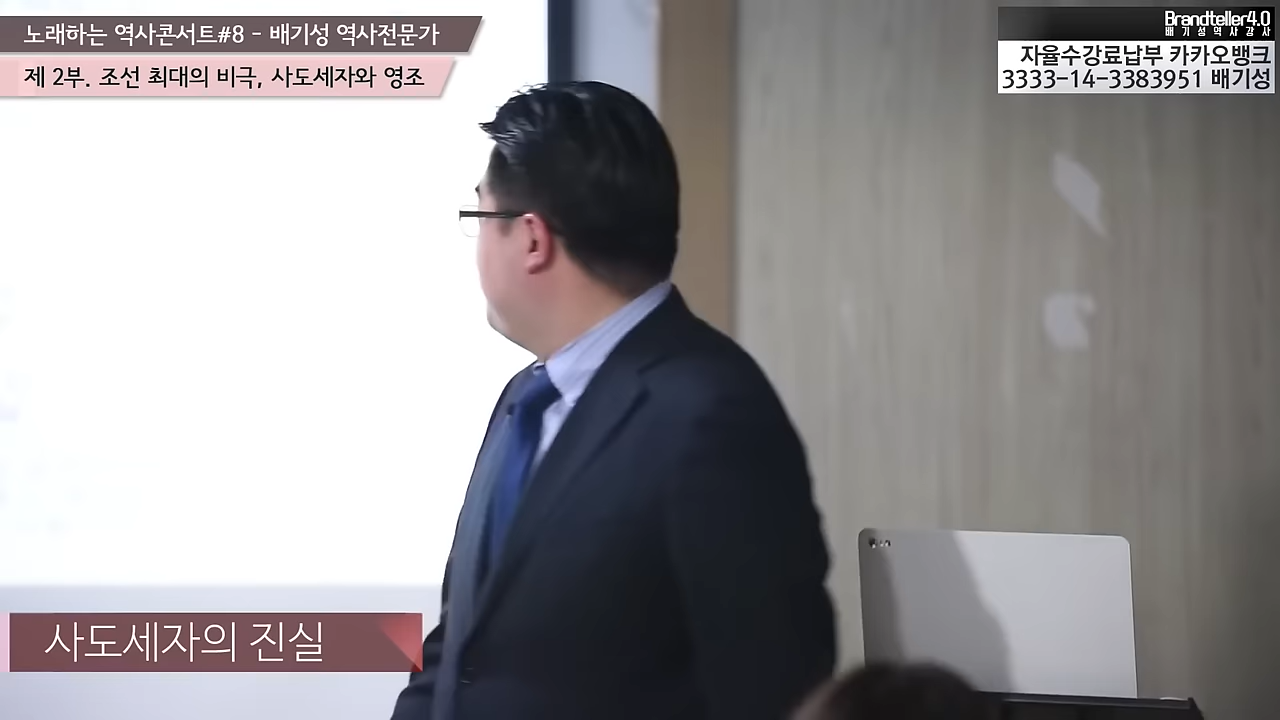 노래하는 역사콘서트#8 - 배기성 역사전문가
제 2부. 조선 최대의 비극, 사도세자와 영조
Brandteller4.0
배기성역사강사
자율수강료납부 카카오뱅크
3333-14-3383951 배기성
사도세자의 진실